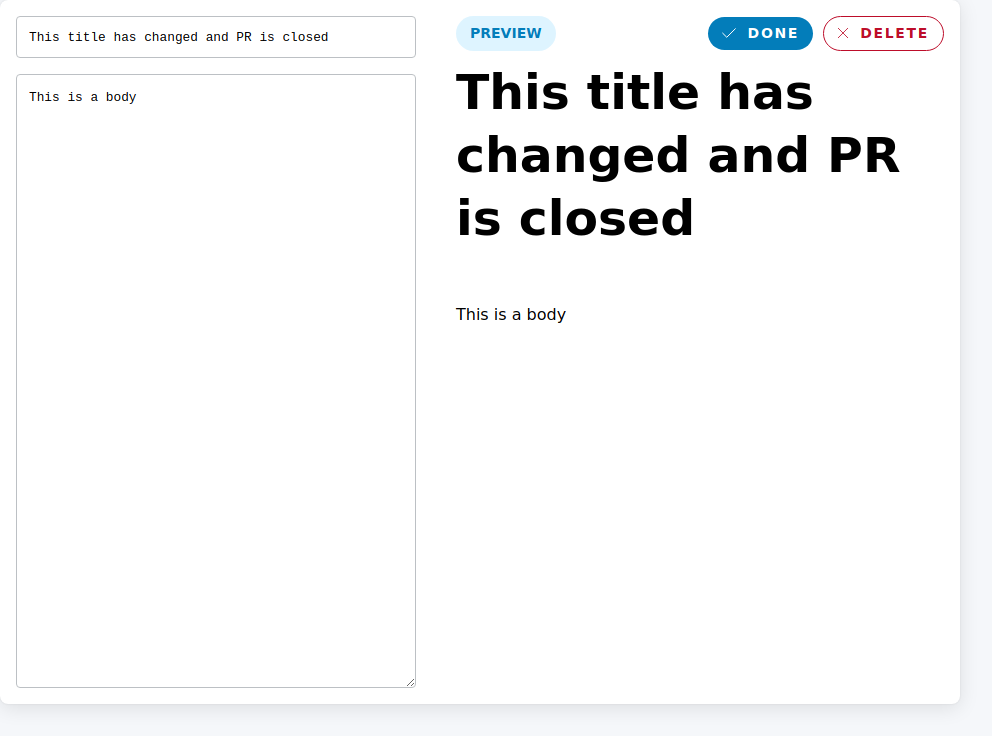 This title has changed and PR is closed
This is a body
PREVIEW
DONE
DELETE
This title has
changed and PR
is closed
This is a body